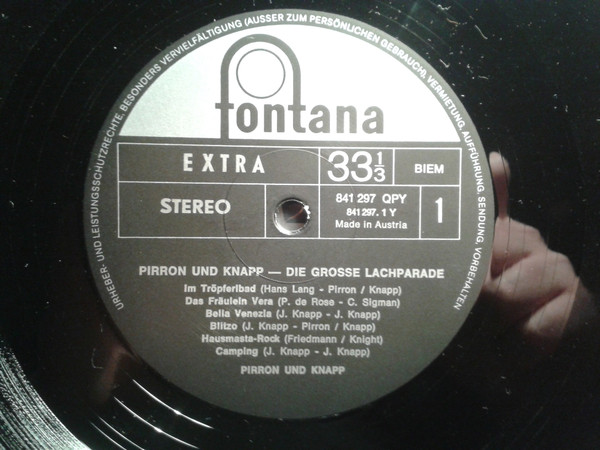 URHEBER- UND LEISTUNGSSCHUTZRECHTE, BESONDERS VERVIELFÄLTIGUNG (AUSSER ZUM PERSÖNLICHEN GEBRAUCH), VERMIETUNG, AUFFÜHRUNG, SENDUNG, VORBEHALTEN
fontana
EXTRA
33 1/3
BIEM
STEREO
841 297 QPY
841 297. 1 Y
Made in Austria
1
PIRRON UND KNAPP — DIE GROSSE LACHPARADE
Im Tröpferlbad (Hans Lang - Pirron / Knapp)
Das Fräulein Vera (P. de Rose - C. Sigman)
Bella Venezia (J. Knapp - J. Knapp)
Blitzo (J. Knapp - Pirron / Knapp)
Hausmasta-Rock (Friedmann / Knight)
Camping (J. Knapp - J. Knapp)
PIRRON UND KNAPP